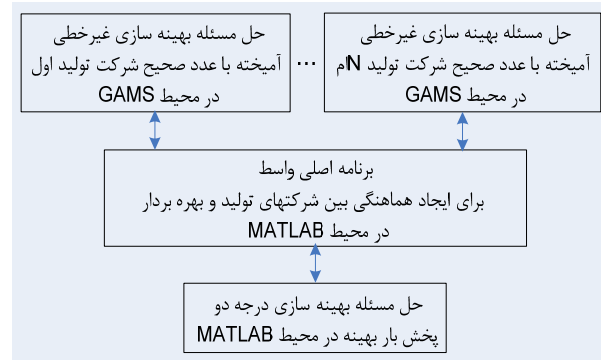 حل مسئله بهینه سازی غیرخطی
آمیخته با عدد صحیح شرکت تولید اول
در محیط GAMS
...
حل مسئله بهینه سازی غیرخطی
آمیخته با عدد صحیح شرکت تولید Nام
در محیط GAMS
برنامه اصلی واسط
برای ایجاد هماهنگی بین شرکتهای تولید و بهره بردار
در محیط MATLAB
حل مسئله بهینه سازی درجه دو
پخش بار بهینه در محیط MATLAB